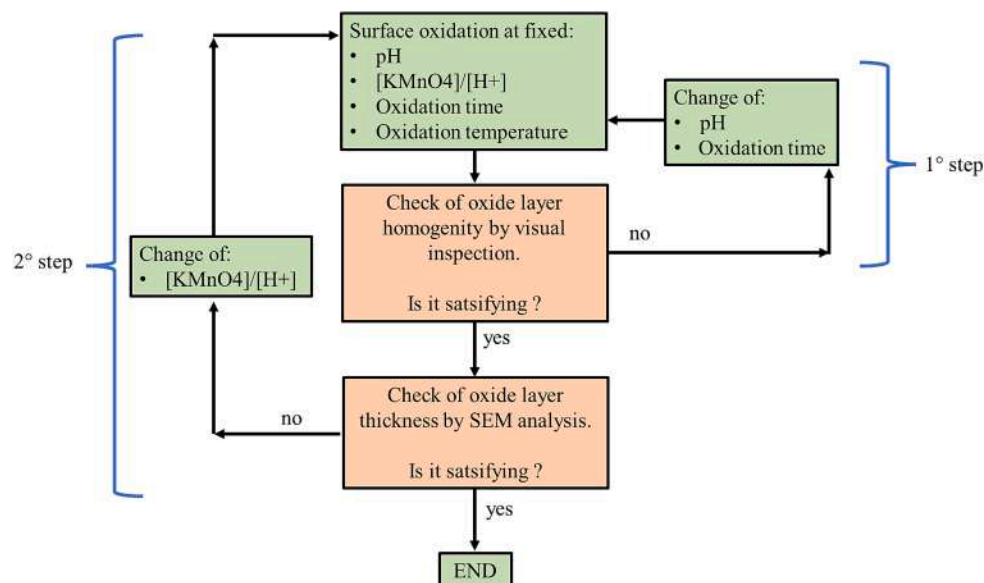 Surface oxidation at fixed:
• pH
• [KMnO4]/[H+]
• Oxidation time
• Oxidation temperature
Change of:
• pH
• Oxidation time
1° step
Check of oxide layer
homogenity by visual
inspection.
Is it satsifying ?
no
2° step
Change of:
• [KMnO4]/[H+]
yes
Check of oxide layer
thickness by SEM analysis.
Is it satsifying ?
no
yes
END